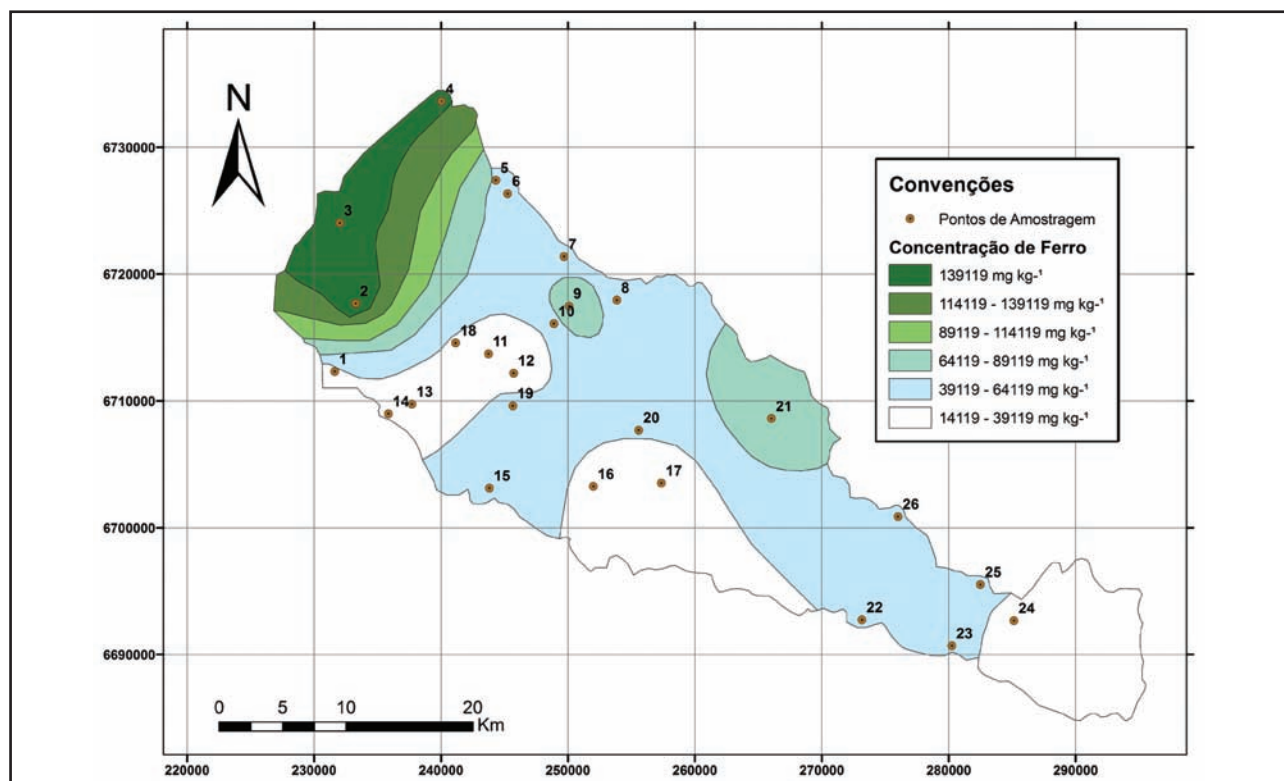 N
6730000
6720000
6710000
6700000
6690000
4
5
6
3
7
2
8
9
10
18
11
1
12
14
13
19
21
20
15
16
17
26
25
22
24
23
Convenções
Pontos de Amostragem
Concentração de Ferro
139119 mg kg-¹
114119 - 139119 mg kg-¹
89119 - 114119 mg kg-¹
64119 - 89119 mg kg-¹
39119 - 64119 mg kg-¹
14119 - 39119 mg kg-¹
0 5 10 20
Km
220000 230000 240000 250000 260000 270000 280000 290000